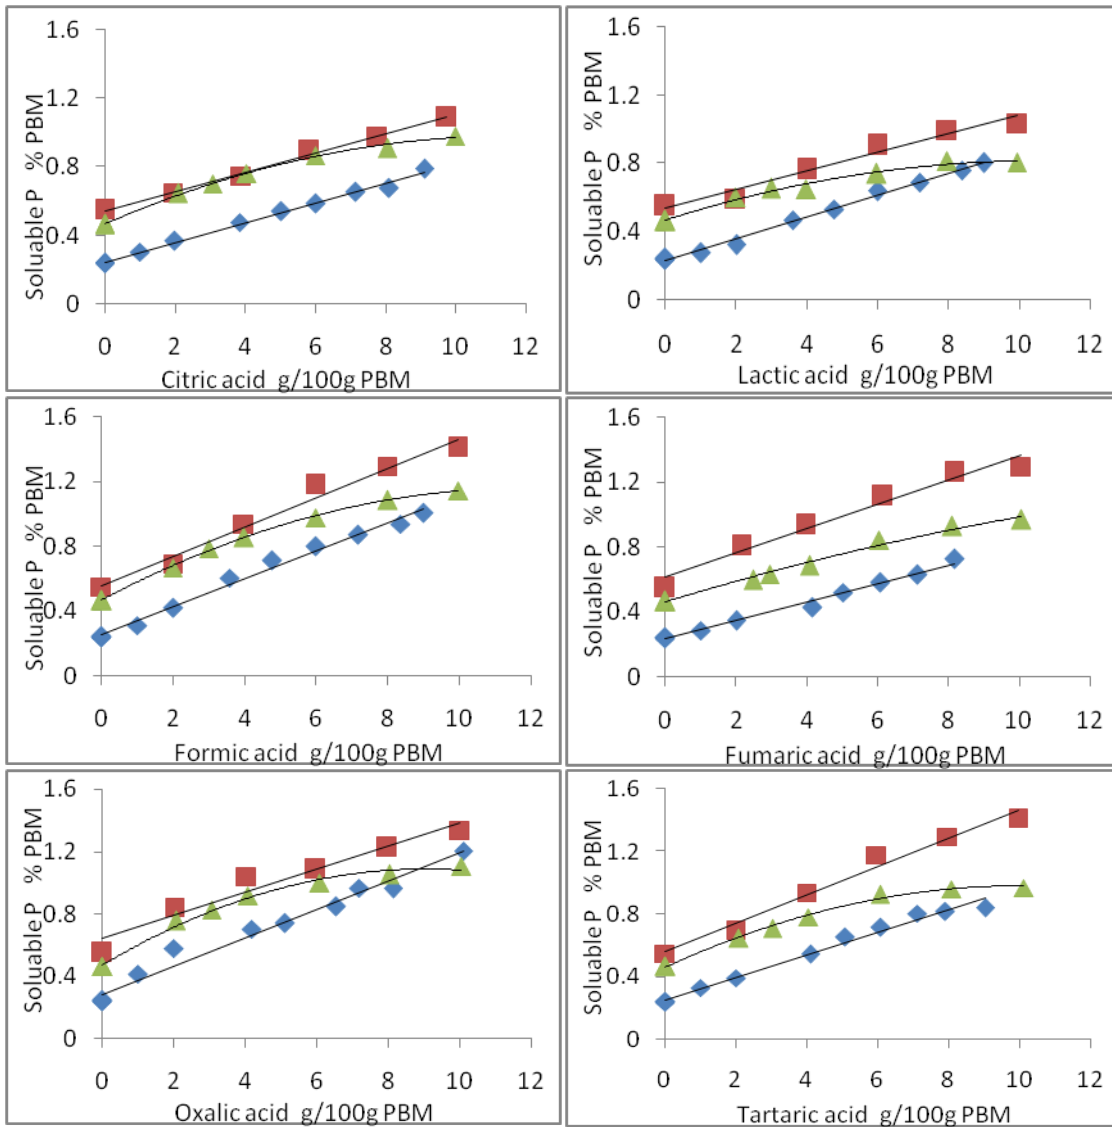 Soluable P % PBM
1.6
1.2
0.8
0.4
0
0 2 4 6 8 10 12
Citric acid g/100g PBM
Soluable P % PBM
1.6
1.2
0.8
0.4
0
0 2 4 6 8 10 12
Lactic acid g/100g PBM
Soluable P % PBM
1.6
1.2
0.8
0.4
0
0 2 4 6 8 10 12
Formic acid g/100g PBM
Soluable P % PBM
1.6
1.2
0.8
0.4
0
0 2 4 6 8 10 12
Fumaric acid g/100g PBM
Soluable P % PBM
1.6
1.2
0.8
0.4
0
0 2 4 6 8 10 12
Oxalic acid g/100g PBM
Soluable P % PBM
1.6
1.2
0.8
0.4
0
0 2 4 6 8 10 12
Tartaric acid g/100g PBM